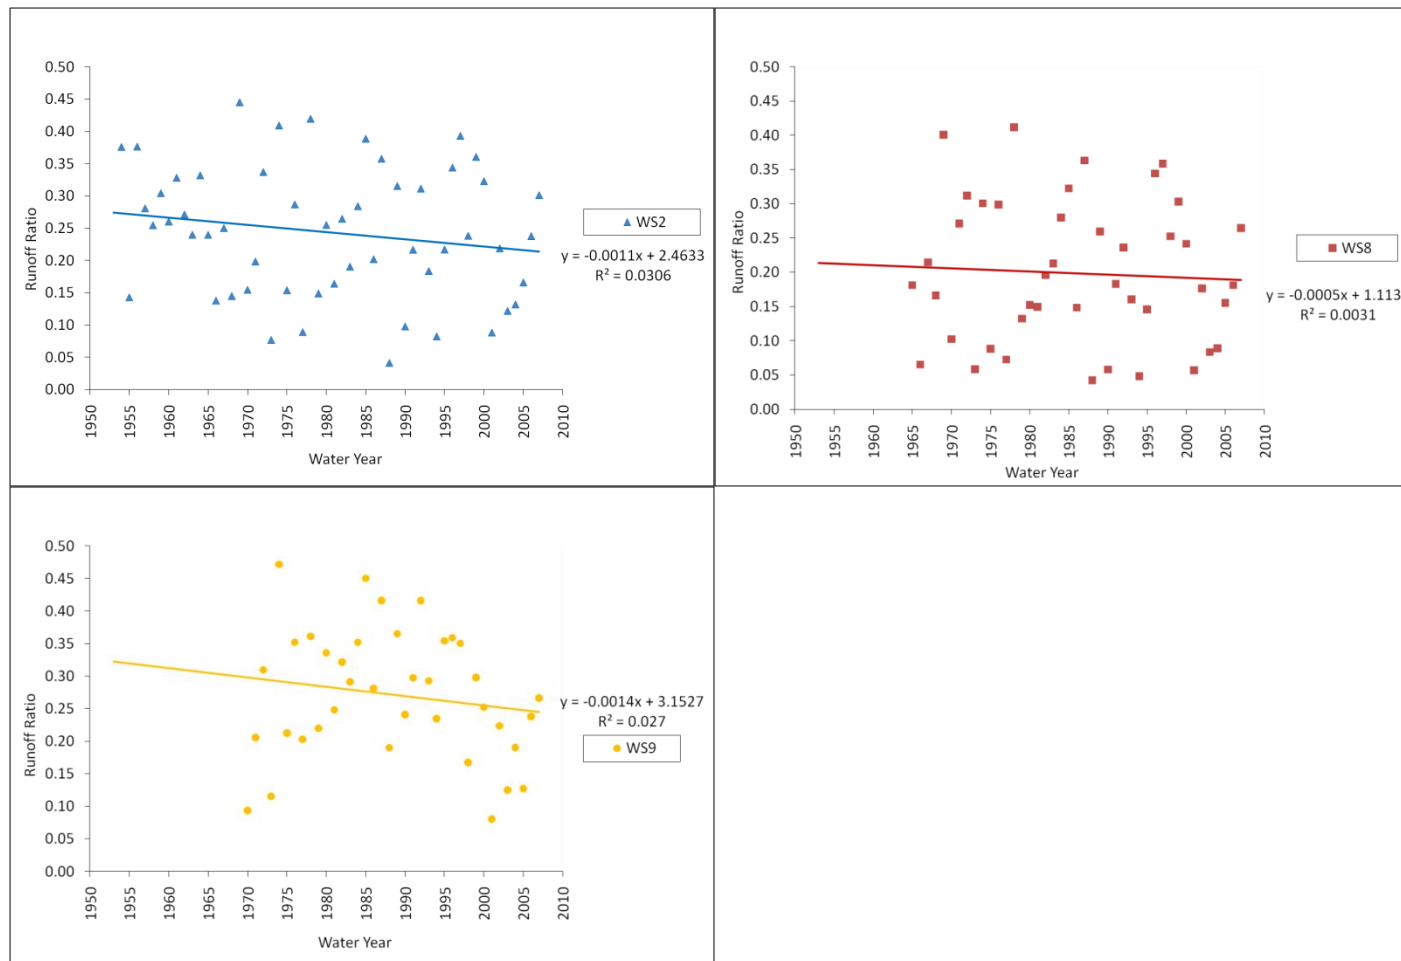 0.50
0.45
0.40
0.35
0.30
0.25
0.20
0.15
0.10
0.05
0.00
Runoff Ratio
1950 1955 1960 1965 1970 1975 1980 1985 1990 1995 2000 2005 2010
Water Year
WS2
y = -0.0011x + 2.4633
R² = 0.0306
0.50
0.45
0.40
0.35
0.30
0.25
0.20
0.15
0.10
0.05
0.00
Runoff Ratio
1950 1955 1960 1965 1970 1975 1980 1985 1990 1995 2000 2005 2010
Water Year
WS8
y = -0.0005x + 1.113
R² = 0.0031
0.50
0.45
0.40
0.35
0.30
0.25
0.20
0.15
0.10
0.05
0.00
Runoff Ratio
1950 1955 1960 1965 1970 1975 1980 1985 1990 1995 2000 2005 2010
Water Year
y = -0.0014x + 3.1527
R² = 0.027
WS9